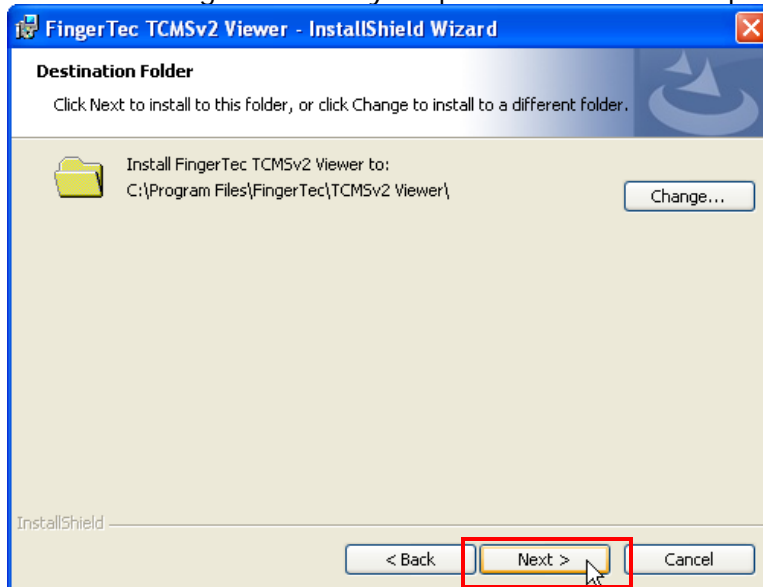 FingerTec TCMSv2 Viewer - InstallShield Wizard
Destination Folder
Click Next to install to this folder, or click Change to install to a different folder.
Install FingerTec TCMSv2 Viewer to:
C:\Program Files\FingerTec\TCMSv2 Viewer\
Change...
InstallShield
< Back
Next >
Cancel